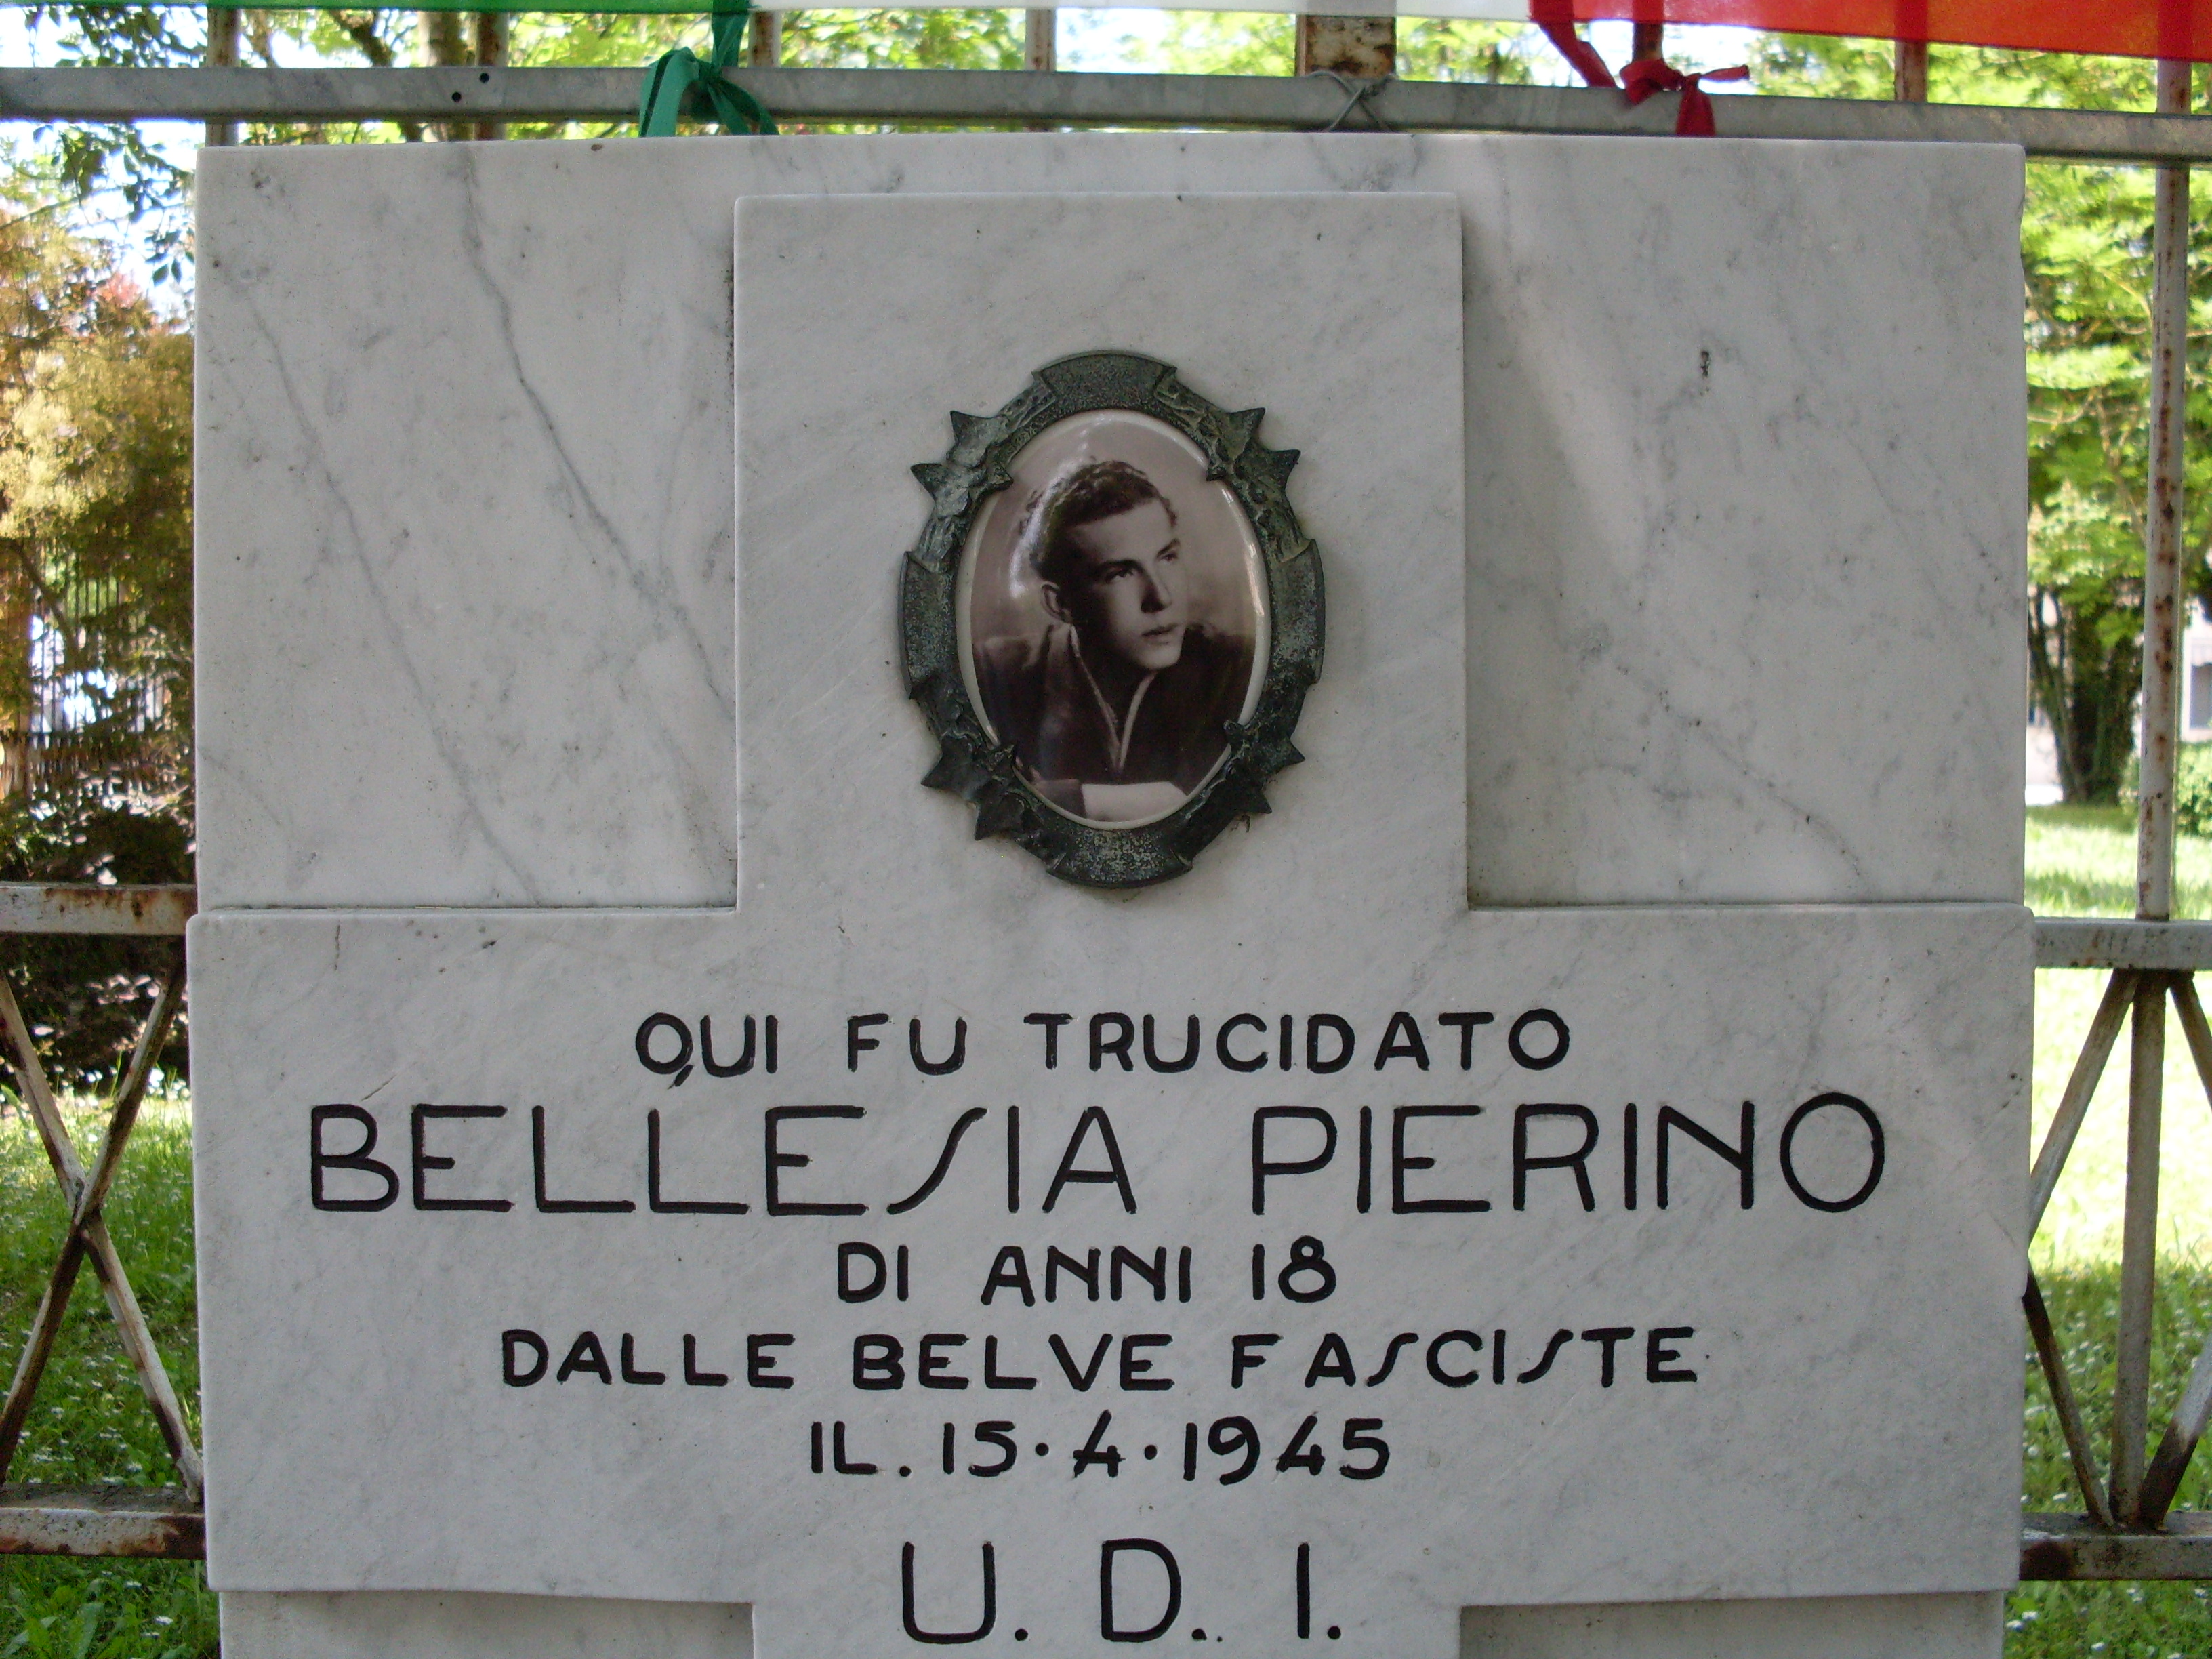 QUI FU TRUCIDATO
BELLESIA PIERINO
DI ANNI 18
DALLE BELVE FASCISTE
IL. 15·4·1945
U. D. I.